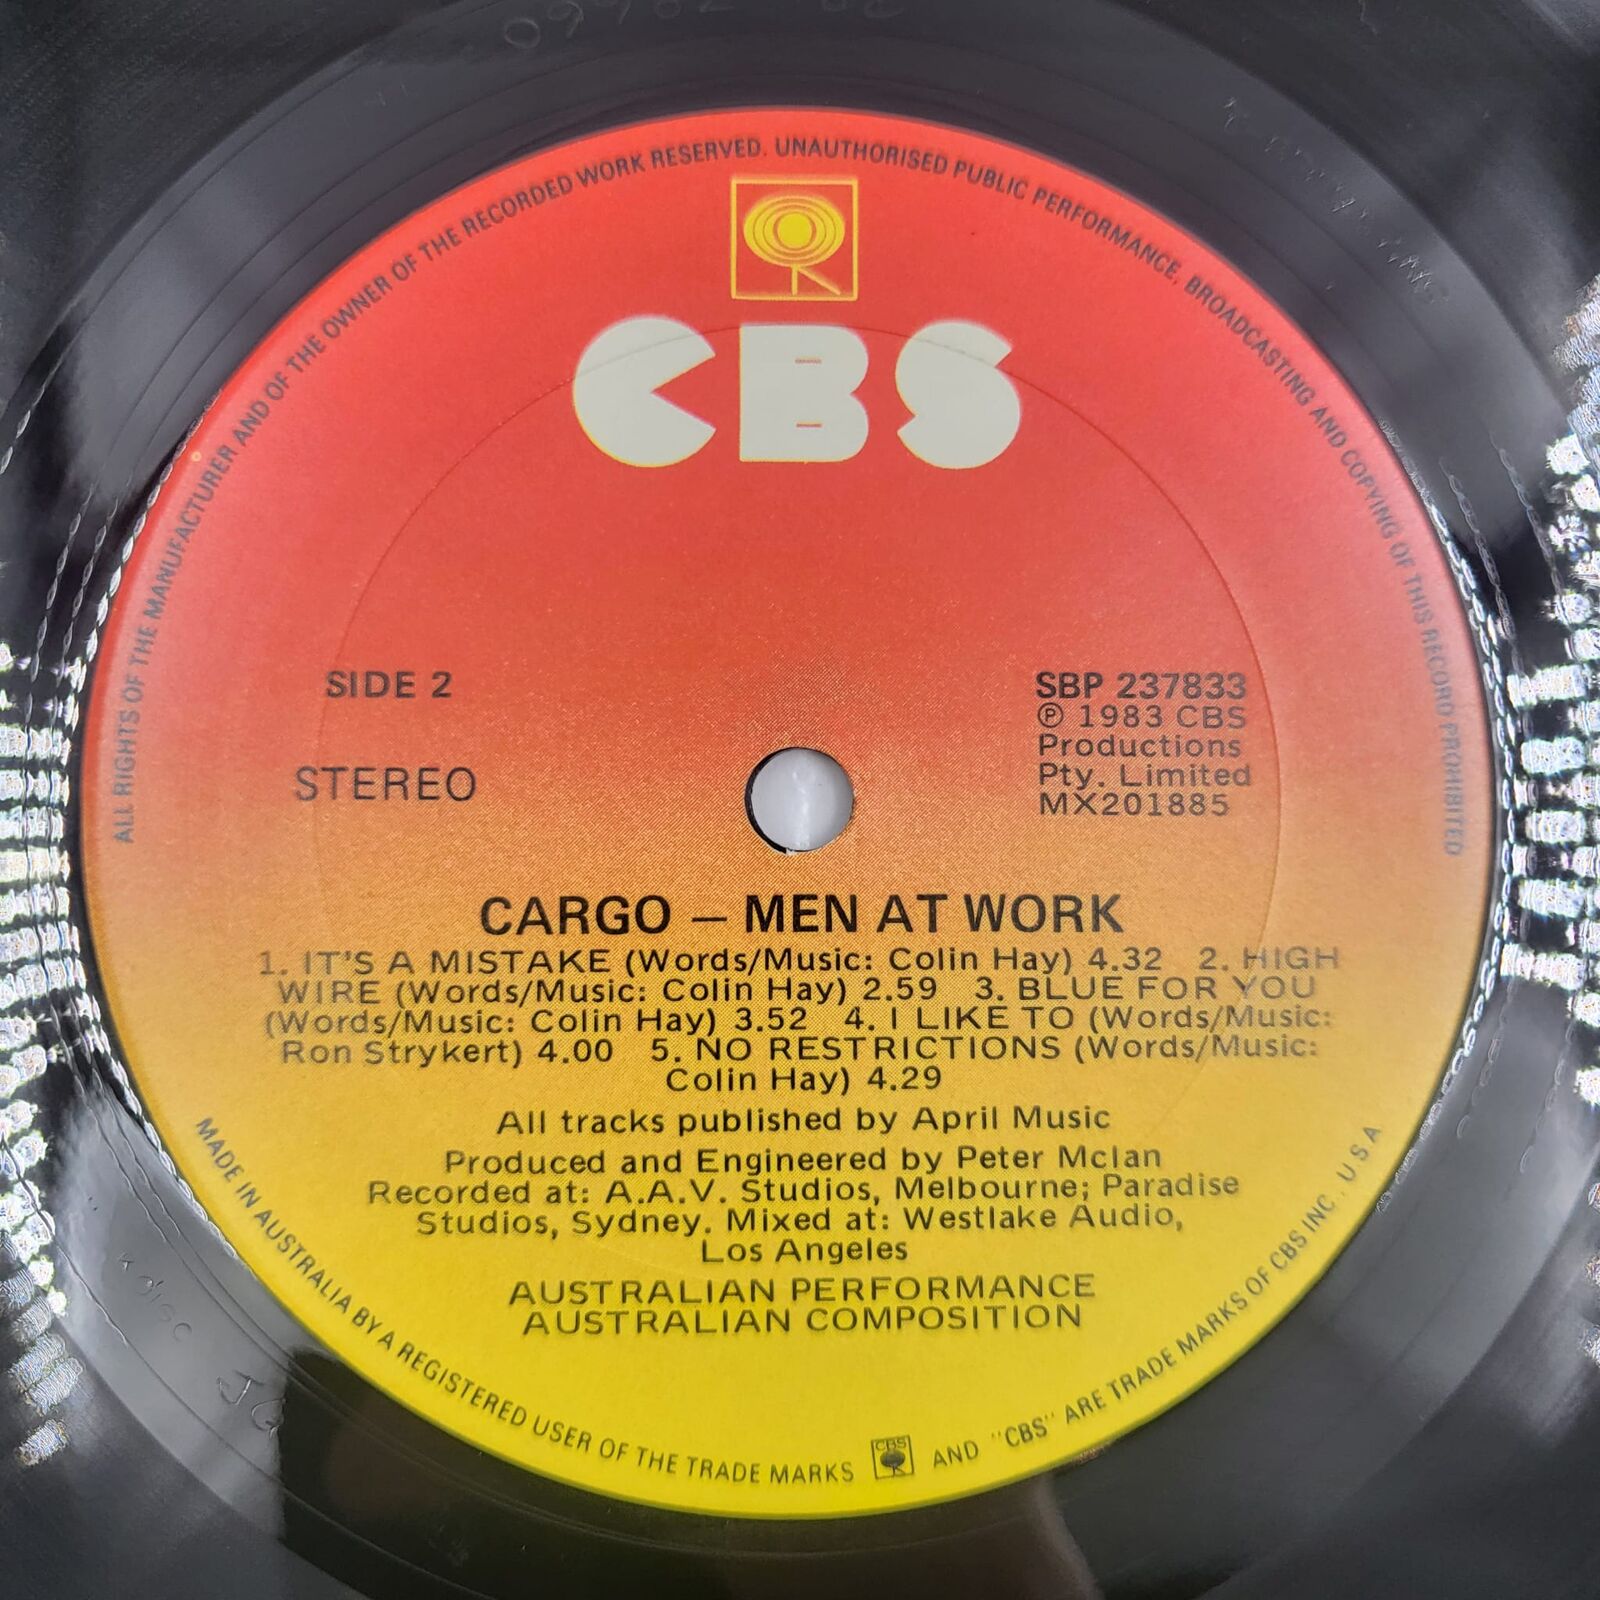 ALL RIGHTS OF THE MANUFACTURER AND OF THE OWNER OF THE RECORDED WORK RESERVED. UNAUTHORISED PUBLIC PERFORMANCE, BROADCASTING AND COPYING OF THIS RECORD PROHIBITED
CBS
SIDE 2
STEREO
SBP 237833
℗ 1983 CBS
Productions
Pty. Limited
MX201885
CARGO – MEN AT WORK
1. IT'S A MISTAKE (Words/Music: Colin Hay) 4.32 2. HIGH
WIRE (Words/Music: Colin Hay) 2.59 3. BLUE FOR YOU
(Words/Music: Colin Hay) 3.52 4. I LIKE TO (Words/Music:
Ron Strykert) 4.00 5. NO RESTRICTIONS (Words/Music:
Colin Hay) 4.29
All tracks published by April Music
Produced and Engineered by Peter McIan
Recorded at: A.A.V. Studios, Melbourne; Paradise
Studios, Sydney. Mixed at: Westlake Audio,
Los Angeles
AUSTRALIAN PERFORMANCE
AUSTRALIAN COMPOSITION
MADE IN AUSTRALIA BY A REGISTERED USER OF THE TRADE MARKS CBS AND "CBS" ARE TRADE MARKS OF CBS INC. U S A